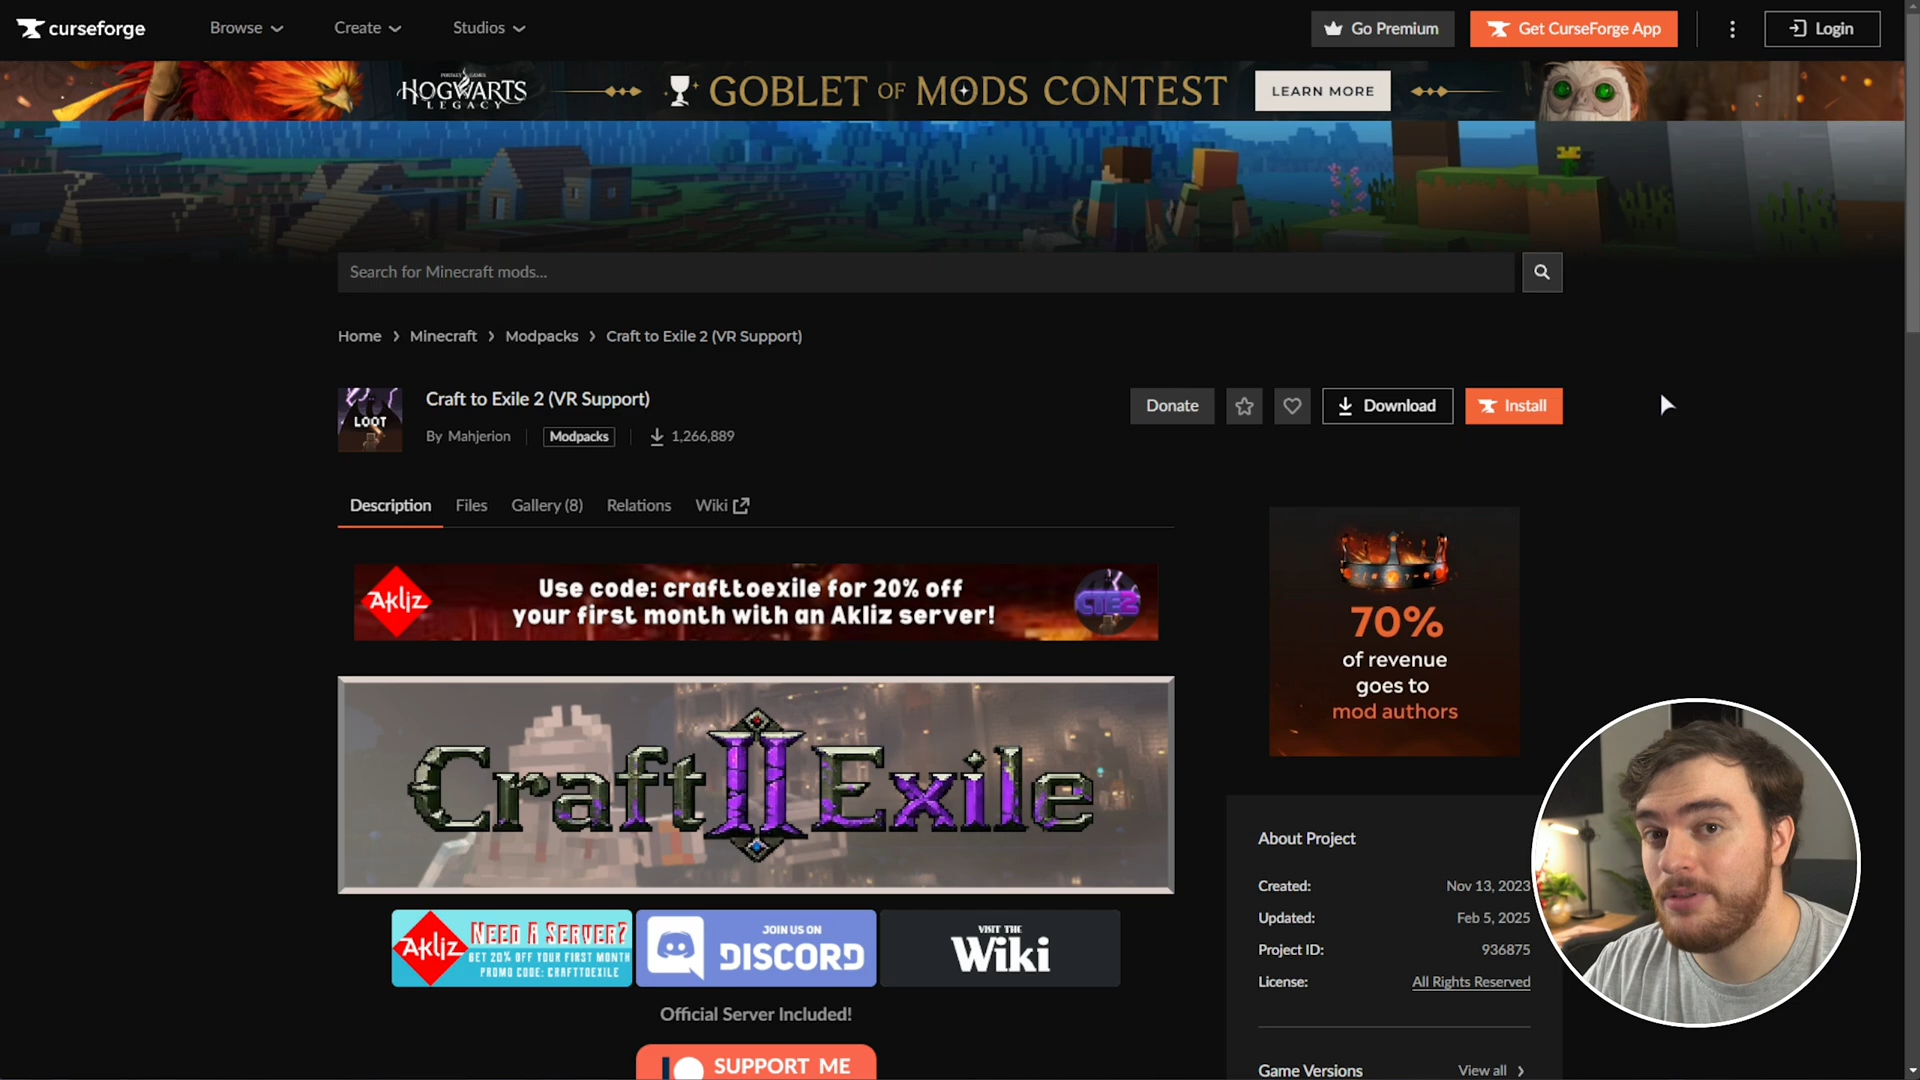 curseforge
Browse
Create
Studios
Go Premium
Get CurseForge App
Login
PORTKEY GAMES
HOGWARTS
LEGACY
GOBLET OF MODS CONTEST
LEARN MORE
Search for Minecraft mods...
Home > Minecraft > Modpacks > Craft to Exile 2 (VR Support)
LOOT
Craft to Exile 2 (VR Support)
By Mahjerion
Modpacks
1,266,889
Donate
Download
Install
Description
Files
Gallery (8)
Relations
Wiki
Akliz
Use code: crafttoexile for 20% off
your first month with an Akliz server!
CTE2
70%
of revenue
goes to
mod authors
Craft II Exile
Akliz
NEED A SERVER?
GET 20% OFF YOUR FIRST MONTH
PROMO CODE: CRAFTTOEXILE
JOIN US ON
DISCORD
VISIT THE
Wiki
Official Server Included!
SUPPORT ME
About Project
Created: Nov 13, 2023
Updated: Feb 5, 2025
Project ID: 936875
License: All Rights Reserved
Game Versions
View all >